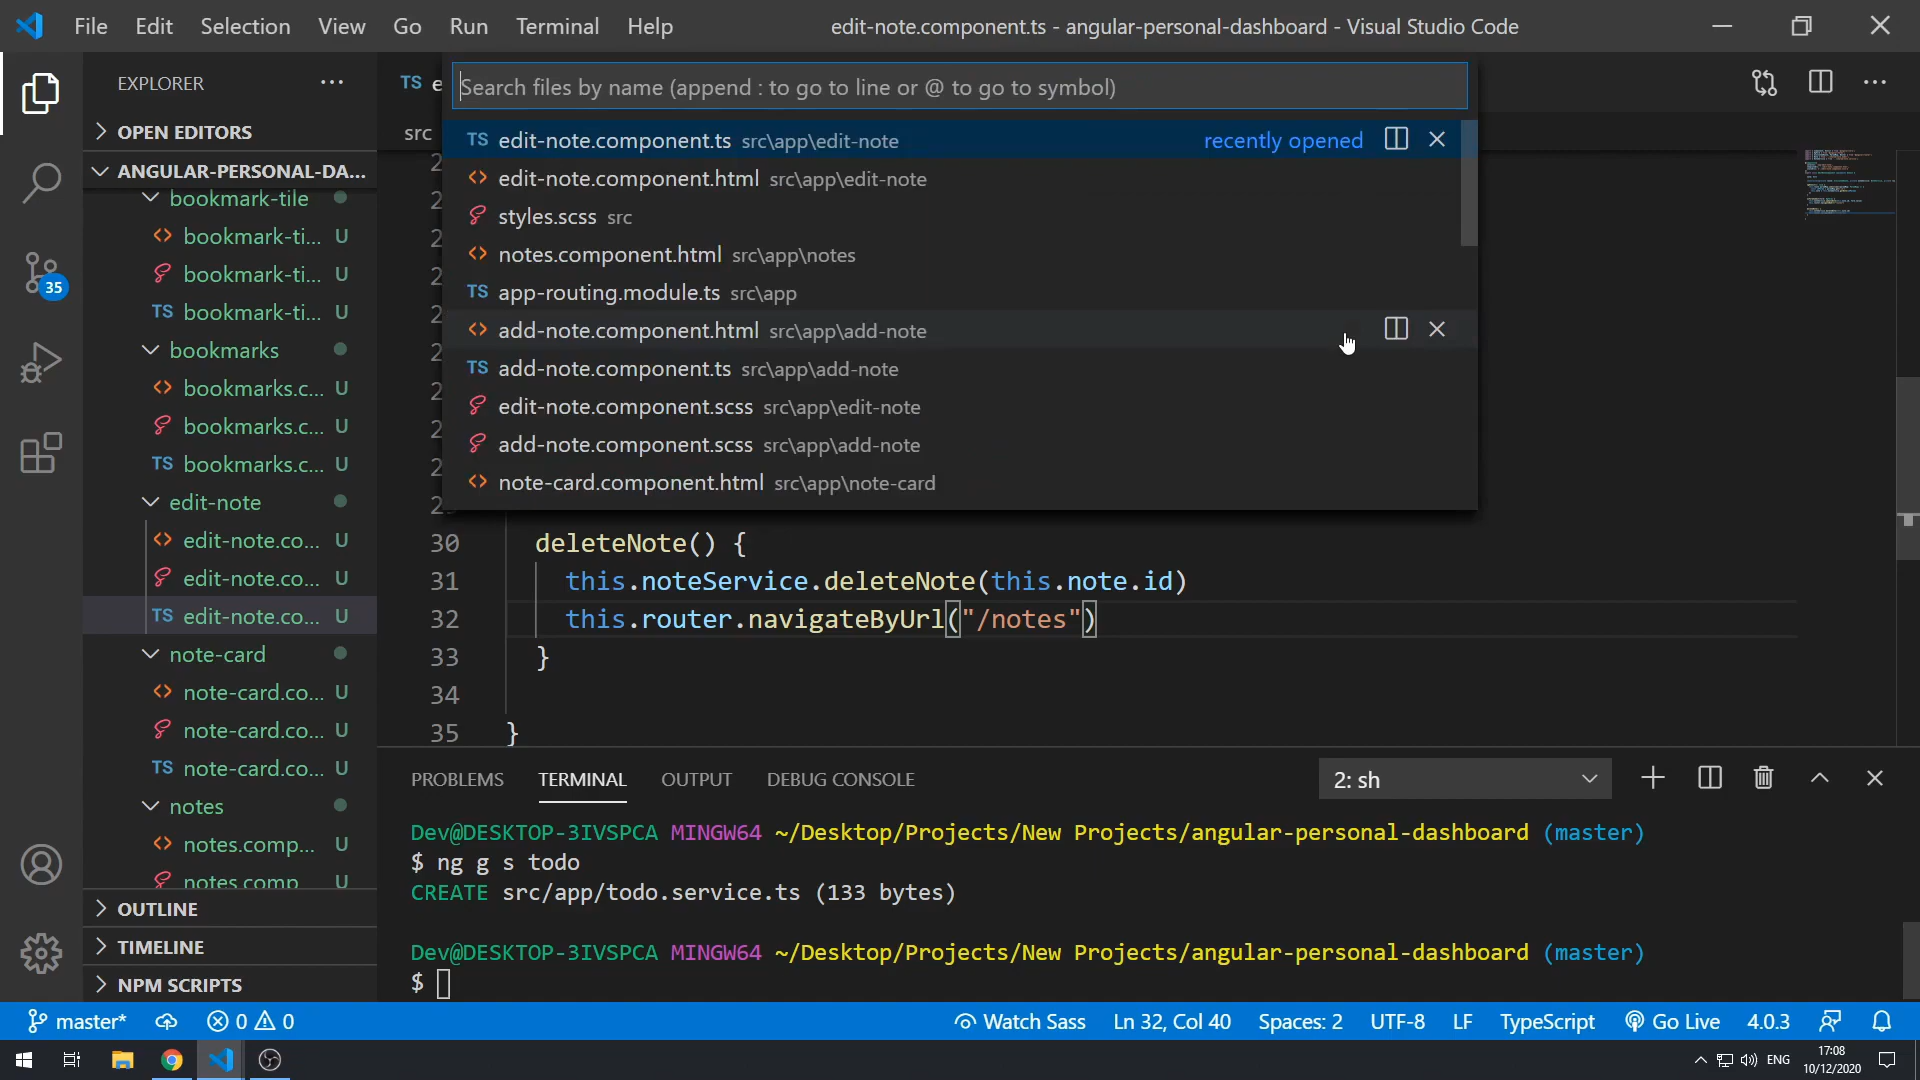 File Edit Selection View Go Run Terminal Help
edit-note.component.ts - angular-personal-dashboard - Visual Studio Code
EXPLORER
OPEN EDITORS
ANGULAR-PERSONAL-DA...
bookmark-tile
bookmark-ti... U
bookmark-ti... U
TS bookmark-ti... U
bookmarks
bookmarks.c... U
bookmarks.c... U
TS bookmarks.c... U
edit-note
edit-note.co... U
edit-note.co... U
TS edit-note.co... U
note-card
note-card.co... U
note-card.co... U
TS note-card.co... U
notes
notes.comp... U
notes.comp U
OUTLINE
TIMELINE
NPM SCRIPTS
35
TS e
src
Search files by name (append : to go to line or @ to go to symbol)
TS edit-note.component.ts src\app\edit-note recently opened
edit-note.component.html src\app\edit-note
styles.scss src
notes.component.html src\app\notes
TS app-routing.module.ts src\app
add-note.component.html src\app\add-note
TS add-note.component.ts src\app\add-note
edit-note.component.scss src\app\edit-note
add-note.component.scss src\app\add-note
note-card.component.html src\app\note-card
30 deleteNote() {
31 this.noteService.deleteNote(this.note.id)
32 this.router.navigateByUrl("/notes")
33 }
34
35 }
PROBLEMS TERMINAL OUTPUT DEBUG CONSOLE
2: sh
Dev@DESKTOP-3IVSPCA MINGW64 ~/Desktop/Projects/New Projects/angular-personal-dashboard (master)
$ ng g s todo
CREATE src/app/todo.service.ts (133 bytes)
Dev@DESKTOP-3IVSPCA MINGW64 ~/Desktop/Projects/New Projects/angular-personal-dashboard (master)
$
master* 0 0 Watch Sass Ln 32, Col 40 Spaces: 2 UTF-8 LF TypeScript Go Live 4.0.3
ENG
17:08
10/12/2020